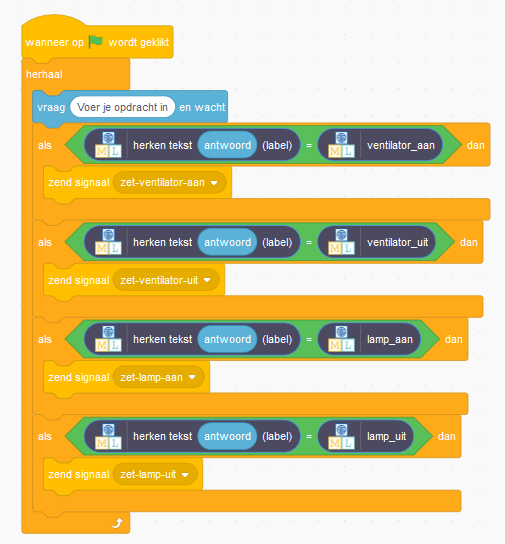 wanneer op wordt geklikt
herhaal
vraag Voer je opdracht in en wacht
als ML herken tekst antwoord (label) = ML ventilator_aan dan
zend signaal zet-ventilator-aan
als ML herken tekst antwoord (label) = ML ventilator_uit dan
zend signaal zet-ventilator-uit
als ML herken tekst antwoord (label) = ML lamp_aan dan
zend signaal zet-lamp-aan
als ML herken tekst antwoord (label) = ML lamp_uit dan
zend signaal zet-lamp-uit